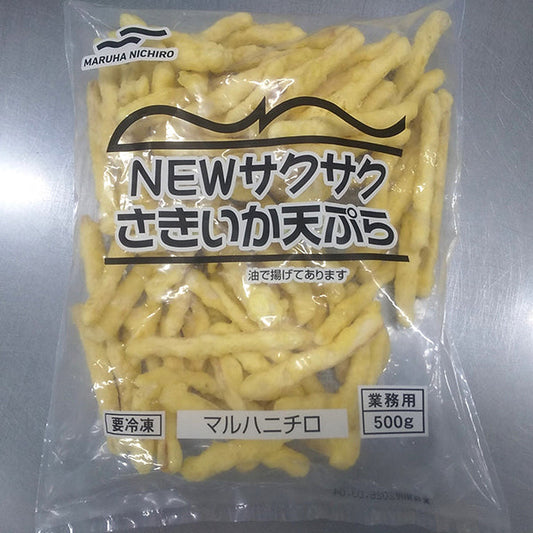 MARUHA NICHIRO
NEWサクサク
さきいか天ぷら
油で揚げてあります
要冷凍
マルハニチロ
業務用
500g